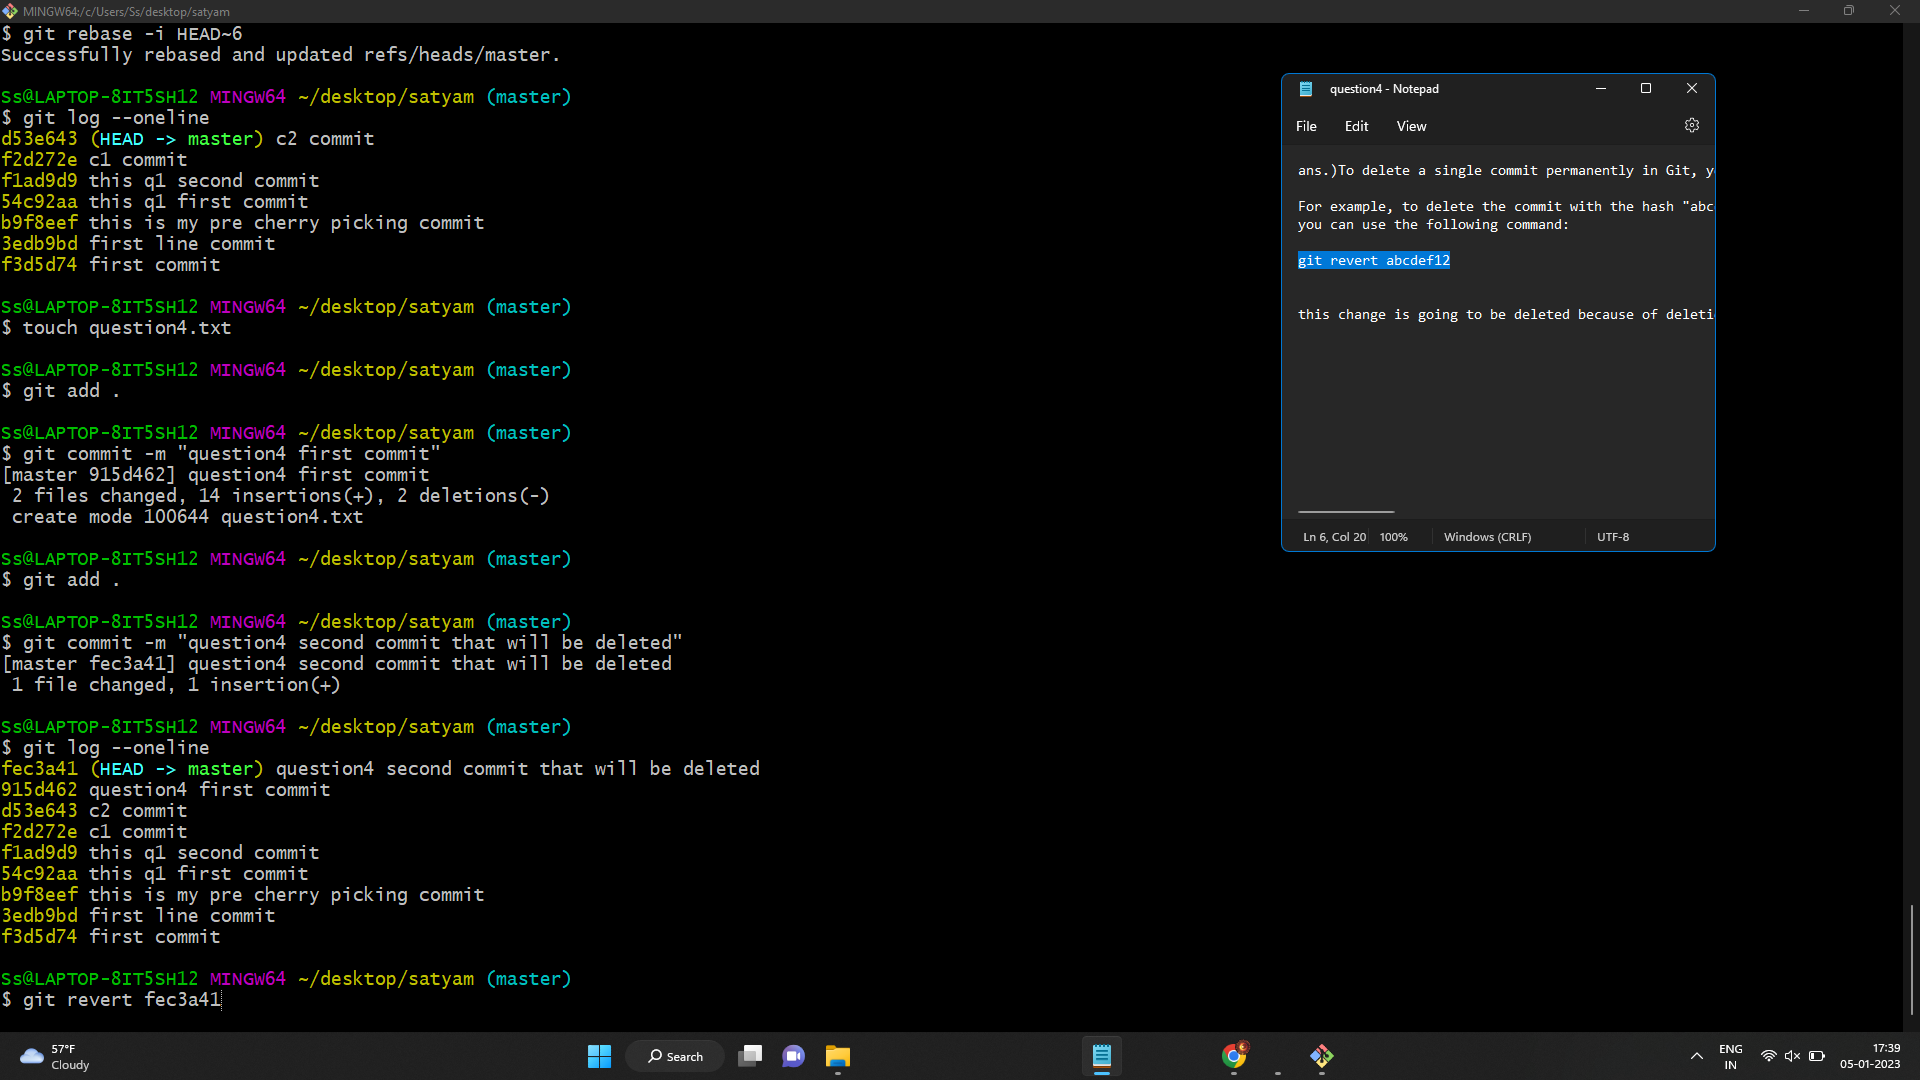 MINGW64:/c/Users/Ss/desktop/satyam
$ git rebase -i HEAD~6
Successfully rebased and updated refs/heads/master.
Ss@LAPTOP-8IT5SH12 MINGW64 ~/desktop/satyam (master)
$ git log --oneline
d53e643 (HEAD -> master) c2 commit
f2d272e c1 commit
f1ad9d9 this q1 second commit
54c92aa this q1 first commit
b9f8eef this is my pre cherry picking commit
3edb9bd first line commit
f3d5d74 first commit
Ss@LAPTOP-8IT5SH12 MINGW64 ~/desktop/satyam (master)
$ touch question4.txt
Ss@LAPTOP-8IT5SH12 MINGW64 ~/desktop/satyam (master)
$ git add .
Ss@LAPTOP-8IT5SH12 MINGW64 ~/desktop/satyam (master)
$ git commit -m "question4 first commit"
[master 915d462] question4 first commit
2 files changed, 14 insertions(+), 2 deletions(-)
create mode 100644 question4.txt
Ss@LAPTOP-8IT5SH12 MINGW64 ~/desktop/satyam (master)
$ git add .
Ss@LAPTOP-8IT5SH12 MINGW64 ~/desktop/satyam (master)
$ git commit -m "question4 second commit that will be deleted"
[master fec3a41] question4 second commit that will be deleted
1 file changed, 1 insertion(+)
Ss@LAPTOP-8IT5SH12 MINGW64 ~/desktop/satyam (master)
$ git log --oneline
fec3a41 (HEAD -> master) question4 second commit that will be deleted
915d462 question4 first commit
d53e643 c2 commit
f2d272e c1 commit
f1ad9d9 this q1 second commit
54c92aa this q1 first commit
b9f8eef this is my pre cherry picking commit
3edb9bd first line commit
f3d5d74 first commit
Ss@LAPTOP-8IT5SH12 MINGW64 ~/desktop/satyam (master)
$ git revert fec3a41
question4 - Notepad
File Edit View
ans.)To delete a single commit permanently in Git, y
For example, to delete the commit with the hash "abc
you can use the following command:
git revert abcdef12
this change is going to be deleted because of deleti
Ln 6, Col 20 100% Windows (CRLF) UTF-8
57°F
Cloudy
Search
ENG
IN
17:39
05-01-2023